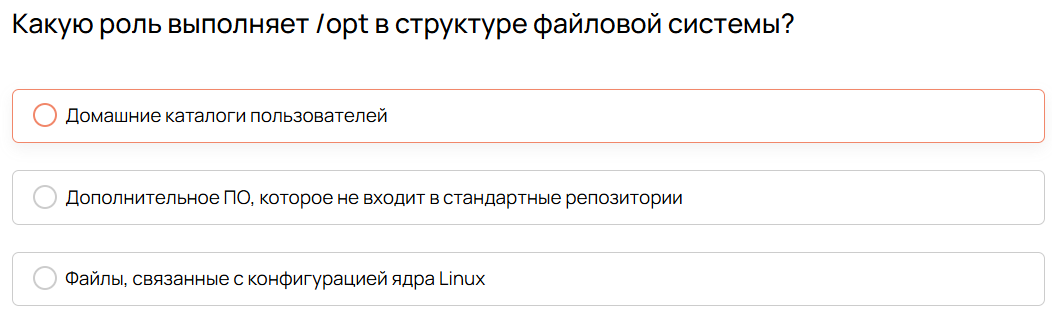 Какую роль выполняет /opt в структуре файловой системы?
Домашние каталоги пользователей
Дополнительное ПО, которое не входит в стандартные репозитории
Файлы, связанные с конфигурацией ядра Linux